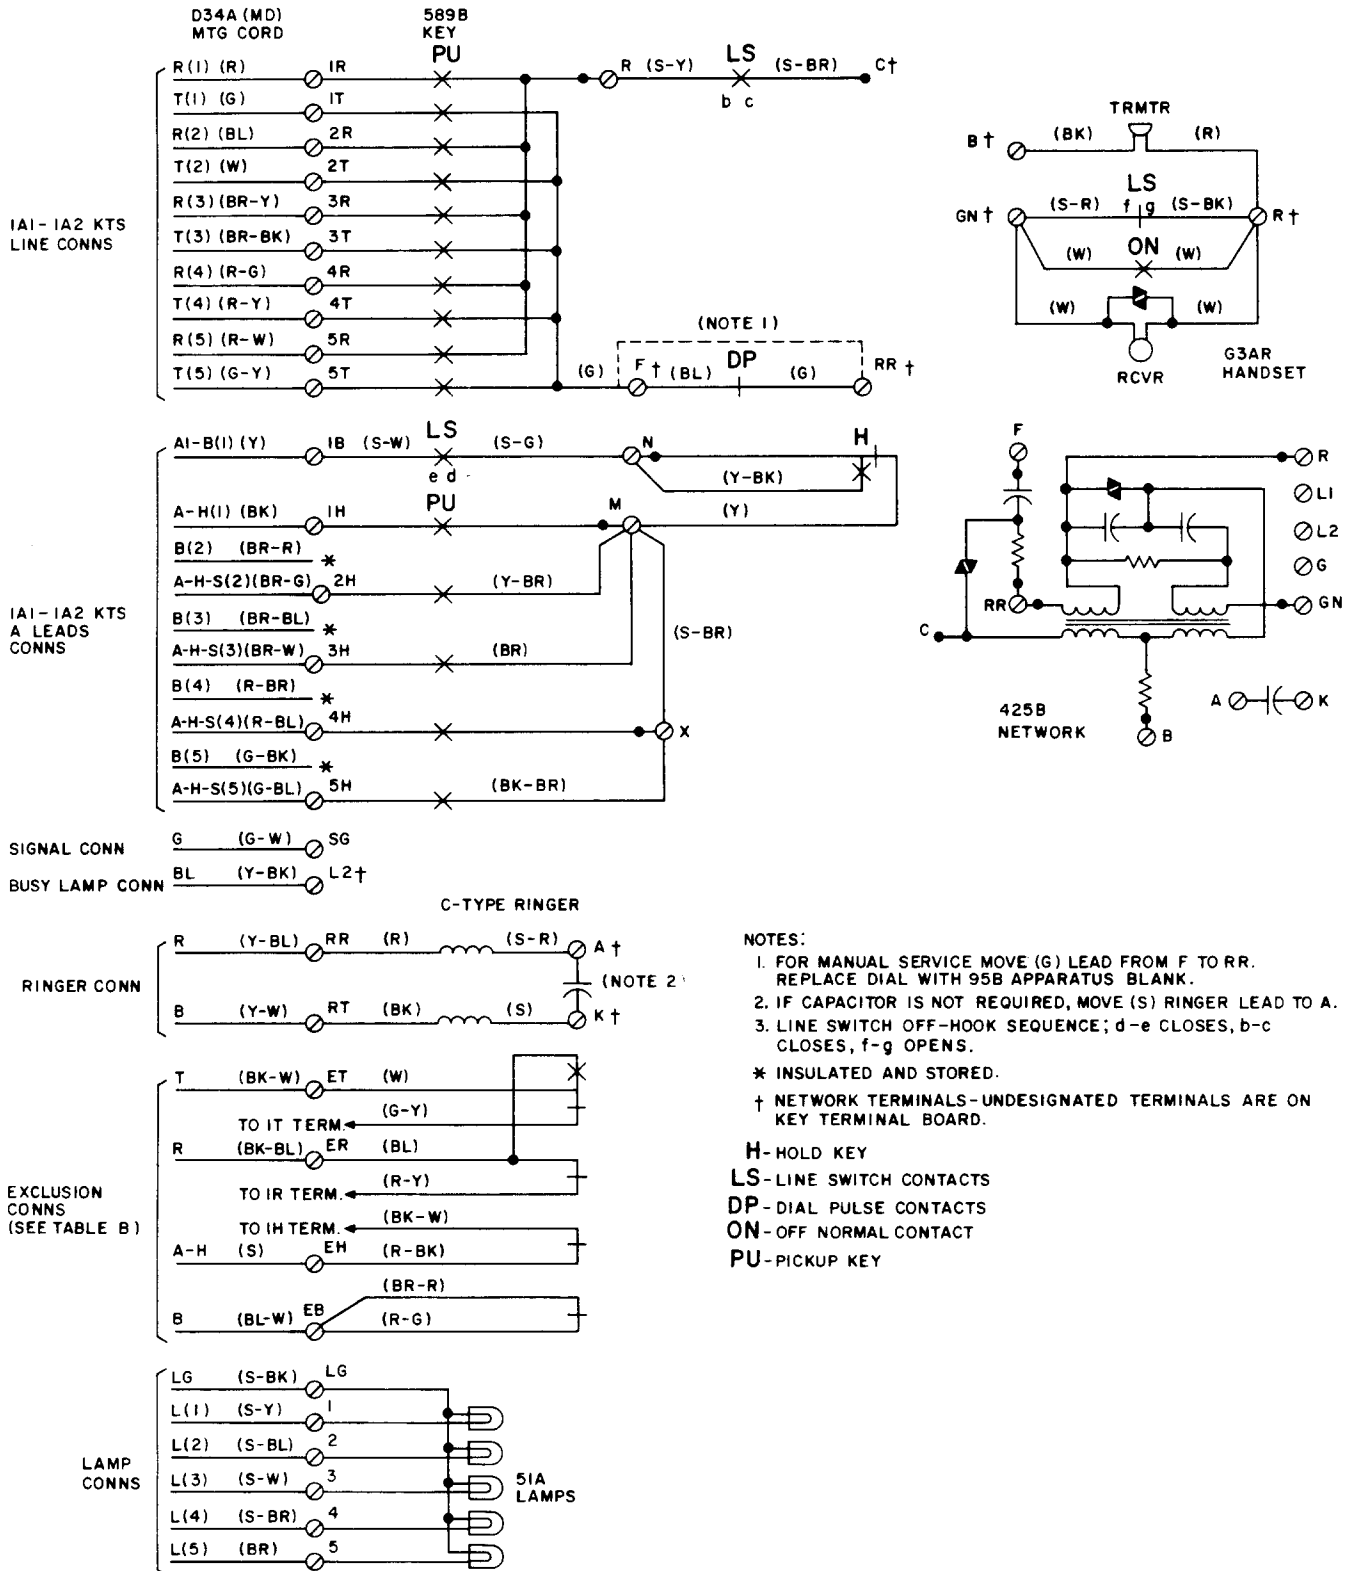 D34A (MD)
MTG CORD
589B
KEY
PU
R(1) (R) 1R
R (S-Y) LS (S-BR) C†
b c
T(1) (G) 1T
R(2) (BL) 2R
T(2) (W) 2T
R(3) (BR-Y) 3R
1A1-1A2 KTS
LINE CONNS
T(3) (BR-BK) 3T
R(4) (R-G) 4R
T(4) (R-Y) 4T
R(5) (R-W) 5R
T(5) (G-Y) 5T
(NOTE 1)
(G) F† (BL) DP (G) RR†
TRMTR
B† (BK) (R)
LS
GN† (S-R) f g (S-BK) R†
ON
(W) (W)
(W) (W)
RCVR
G3AR
HANDSET
A1-B(1) (Y) 1B (S-W) LS (S-G) N H
e d
(Y-BK)
PU
A-H(1) (BK) 1H M (Y)
B(2) (BR-R) *
A-H-S(2)(BR-G) 2H (Y-BR)
1A1-1A2 KTS
A LEADS
CONNS
B(3) (BR-BL) *
(S-BR)
A-H-S(3)(BR-W) 3H (BR)
B(4) (R-BR) *
A-H-S(4)(R-BL) 4H X
B(5) (G-BK) *
A-H-S(5)(G-BL) 5H (BK-BR)
F
R
L1
L2
G
RR
GN
C
A K
B
425B
NETWORK
SIGNAL CONN G (G-W) SG
BUSY LAMP CONN BL (Y-BK) L2†
C-TYPE RINGER
R (Y-BL) RR (R) (S-R) A†
RINGER CONN
(NOTE 2
B (Y-W) RT (BK) (S) K†
T (BK-W) ET (W)
(G-Y)
TO 1T TERM.
R (BK-BL) ER (BL)
(R-Y)
TO 1R TERM.
EXCLUSION
CONNS
(SEE TABLE B)
(BK-W)
TO 1H TERM.
A-H (S) EH (R-BK)
(BR-R)
B (BL-W) EB (R-G)
NOTES:
1. FOR MANUAL SERVICE MOVE (G) LEAD FROM F TO RR.
REPLACE DIAL WITH 95B APPARATUS BLANK.
2. IF CAPACITOR IS NOT REQUIRED, MOVE (S) RINGER LEAD TO A.
3. LINE SWITCH OFF-HOOK SEQUENCE; d-e CLOSES, b-c
CLOSES, f-g OPENS.
* INSULATED AND STORED.
† NETWORK TERMINALS-UNDESIGNATED TERMINALS ARE ON
KEY TERMINAL BOARD.
H-HOLD KEY
LS-LINE SWITCH CONTACTS
DP-DIAL PULSE CONTACTS
ON-OFF NORMAL CONTACT
PU-PICKUP KEY
LG (S-BK) LG
L(1) (S-Y) 1
L(2) (S-BL) 2
LAMP
CONNS
L(3) (S-W) 3
51A
LAMPS
L(4) (S-BR) 4
L(5) (BR) 5